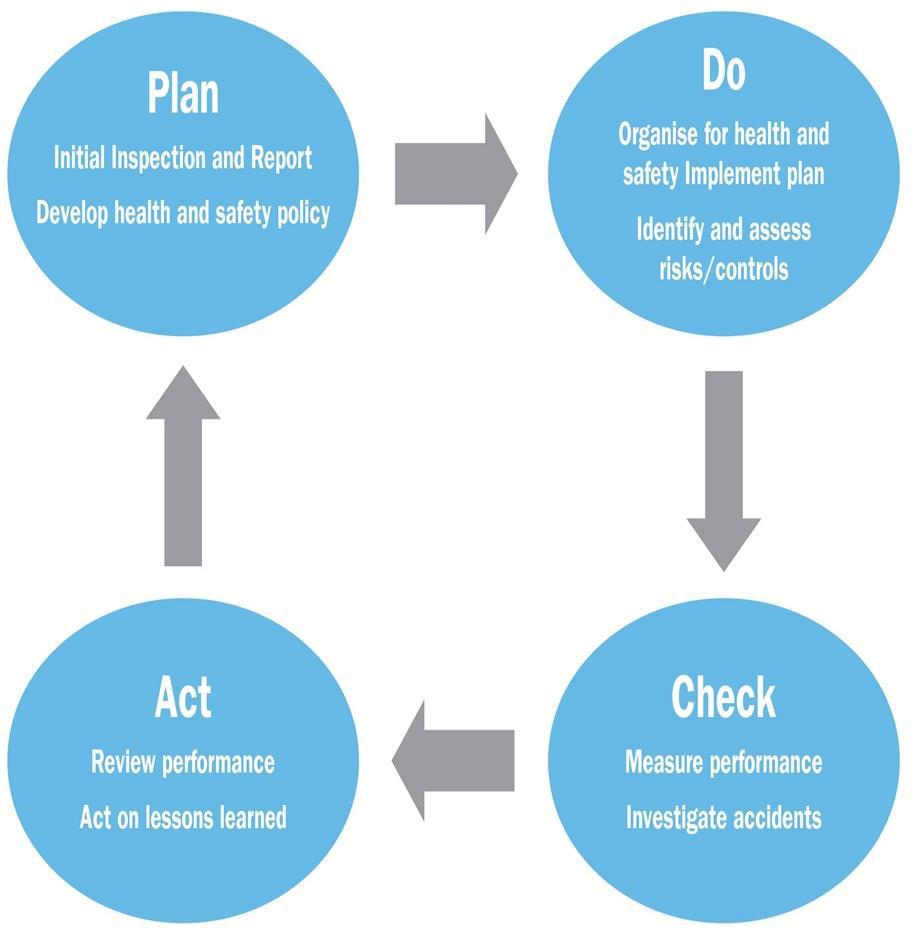 Plan
Initial Inspection and Report
Develop health and safety policy
Do
Organise for health and
safety Implement plan
Identify and assess
risks/controls
Check
Measure performance
Investigate accidents
Act
Review performance
Act on lessons learned